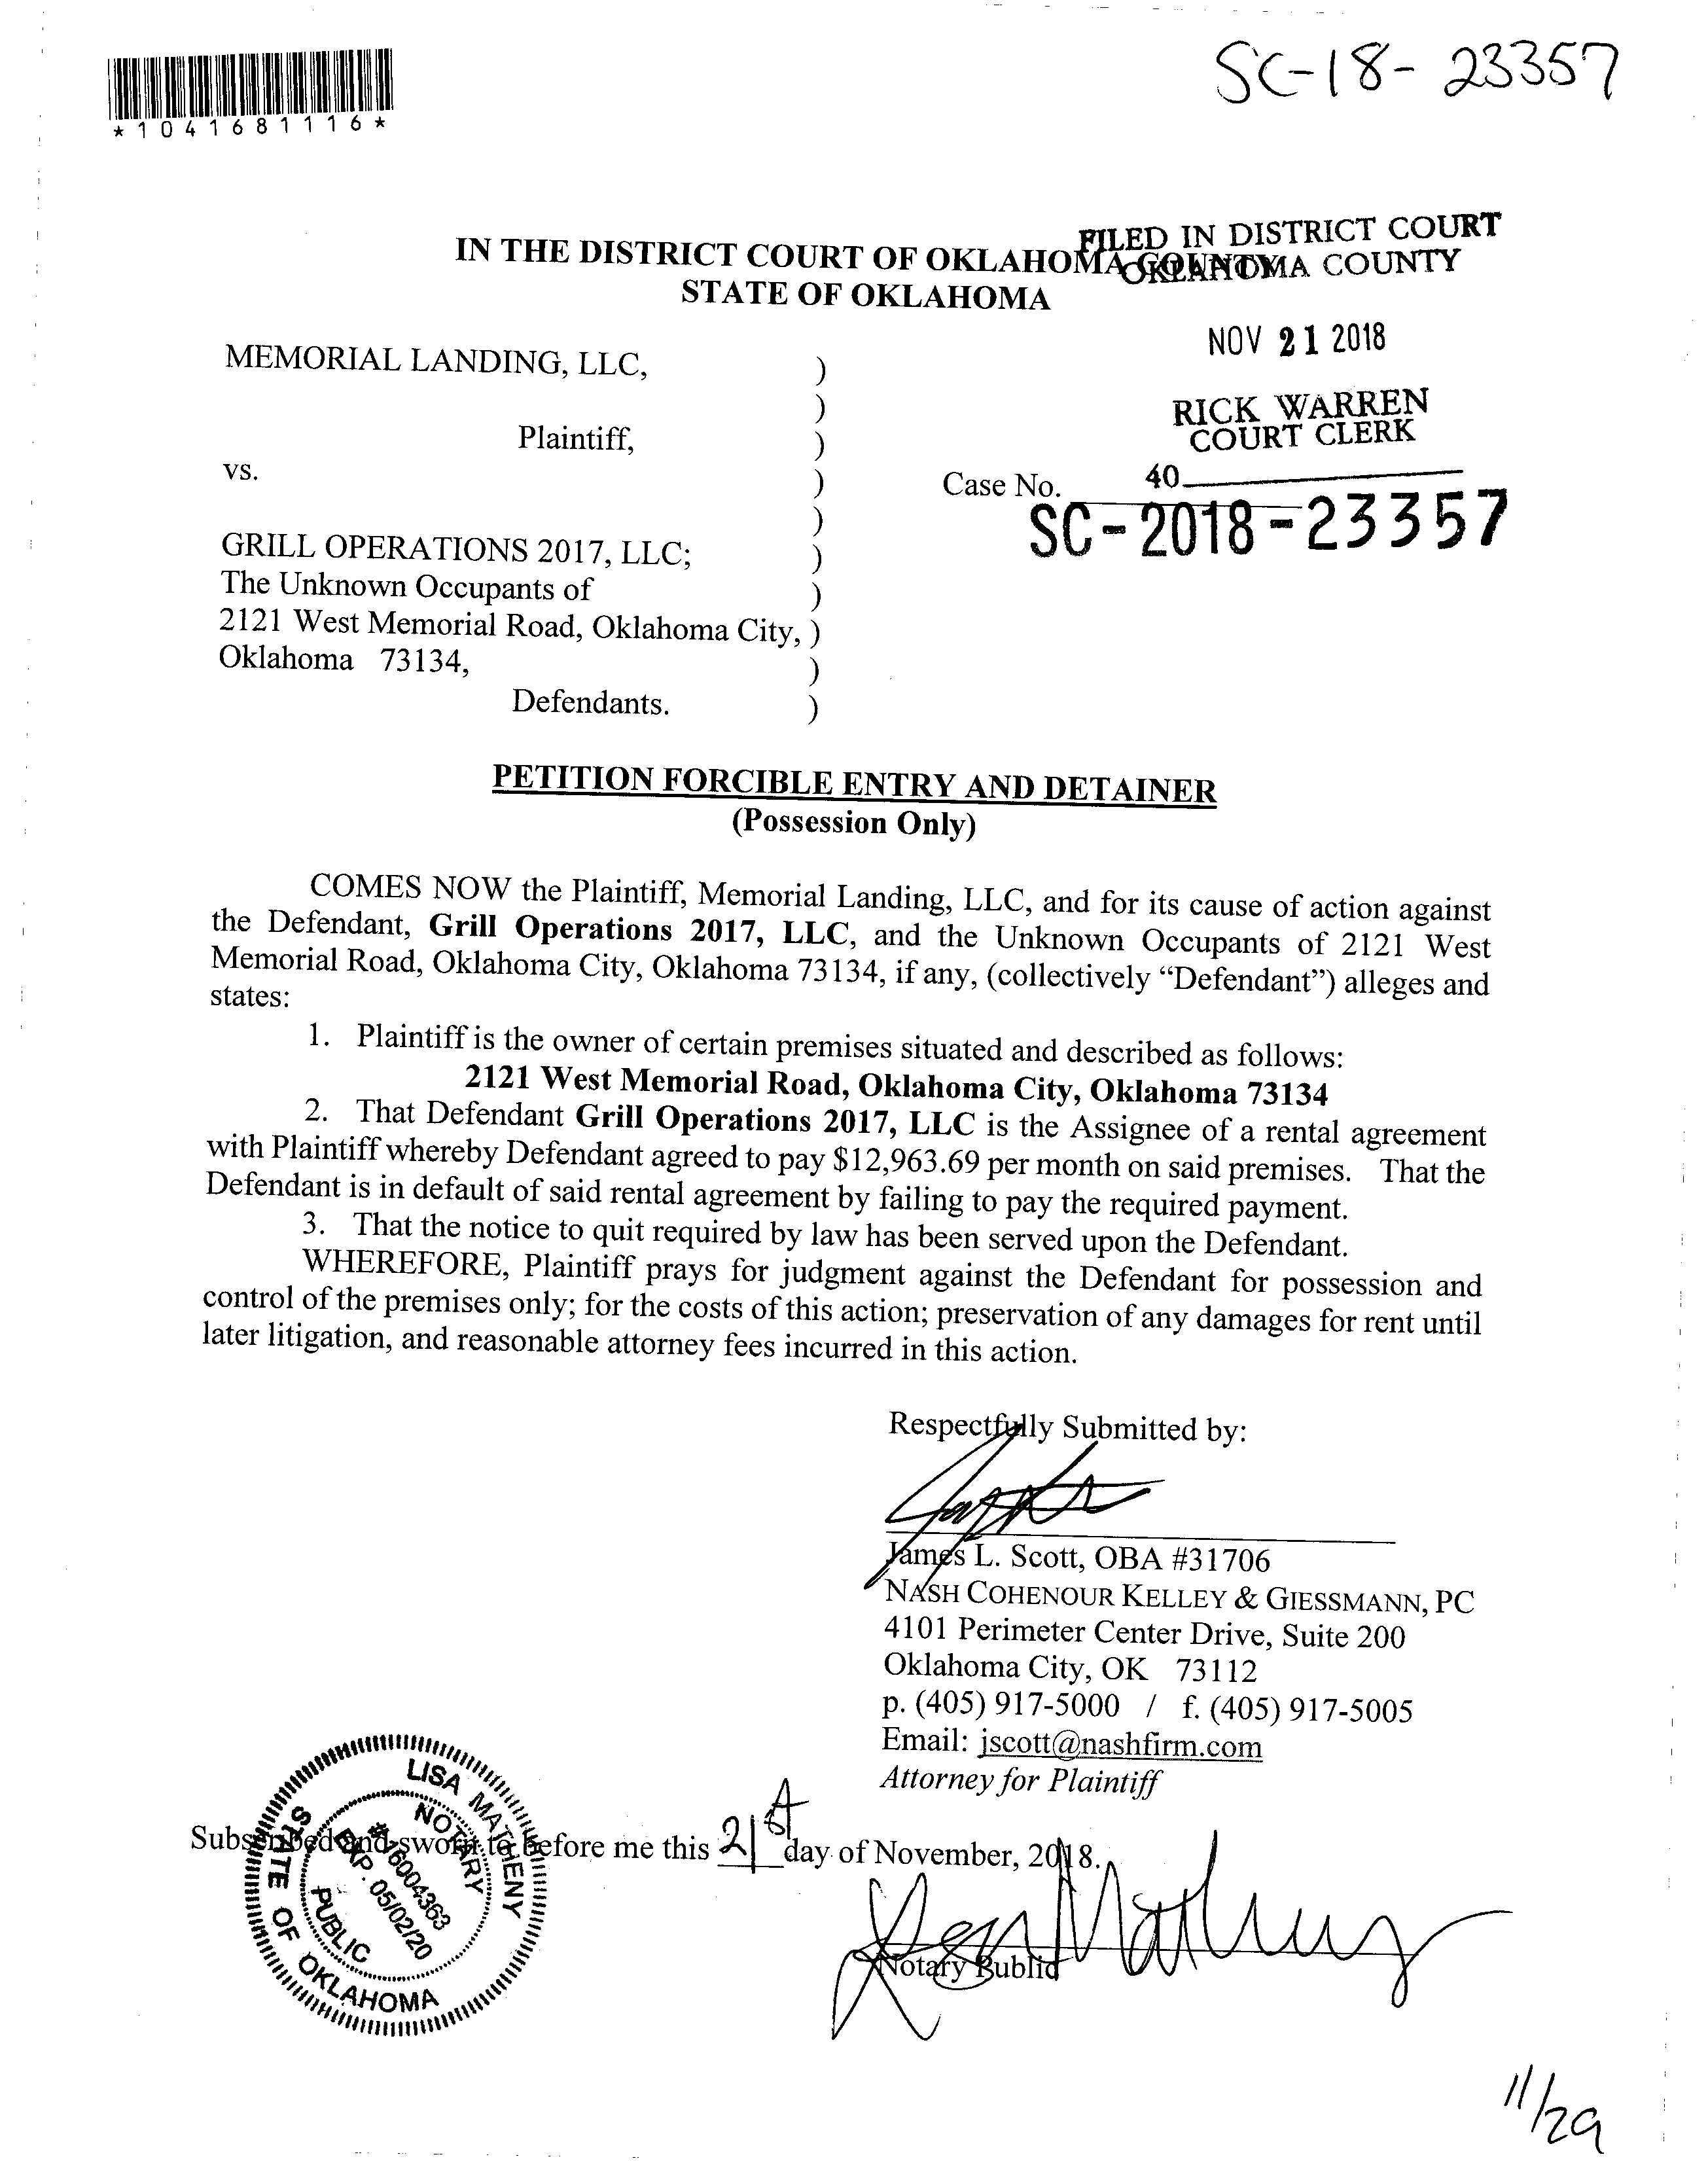 SC-18-23357
*1041681116*
FILED IN DISTRICT COURT
OKLAHOMA COUNTY
IN THE DISTRICT COURT OF OKLAHOMA COUNTY
STATE OF OKLAHOMA
NOV 21 2018
RICK WARREN
COURT CLERK
40
MEMORIAL LANDING, LLC, )
)
Plaintiff, )
vs. )
)
GRILL OPERATIONS 2017, LLC; )
The Unknown Occupants of )
2121 West Memorial Road, Oklahoma City, )
Oklahoma 73134, )
Defendants. )
Case No.
SC-2018-23357
PETITION FORCIBLE ENTRY AND DETAINER
(Possession Only)
COMES NOW the Plaintiff, Memorial Landing, LLC, and for its cause of action against
the Defendant, Grill Operations 2017, LLC, and the Unknown Occupants of 2121 West
Memorial Road, Oklahoma City, Oklahoma 73134, if any, (collectively “Defendant”) alleges and
states:
1. Plaintiff is the owner of certain premises situated and described as follows:
2121 West Memorial Road, Oklahoma City, Oklahoma 73134
2. That Defendant Grill Operations 2017, LLC is the Assignee of a rental agreement
with Plaintiff whereby Defendant agreed to pay $12,963.69 per month on said premises. That the
Defendant is in default of said rental agreement by failing to pay the required payment.
3. That the notice to quit required by law has been served upon the Defendant.
WHEREFORE, Plaintiff prays for judgment against the Defendant for possession and
control of the premises only; for the costs of this action; preservation of any damages for rent until
later litigation, and reasonable attorney fees incurred in this action.
Respectfully Submitted by:
James L. Scott, OBA #31706
NASH COHENOUR KELLEY & GIESSMANN, PC
4101 Perimeter Center Drive, Suite 200
Oklahoma City, OK 73112
p. (405) 917-5000 / f. (405) 917-5005
Email: jscott@nashfirm.com
Attorney for Plaintiff
Subscribed and sworn to before me this 21st day of November, 2018.
Notary Public
LISA MATHENY
NOTARY
#16004363
EXP. 05/02/20
PUBLIC
STATE OF OKLAHOMA
11/29